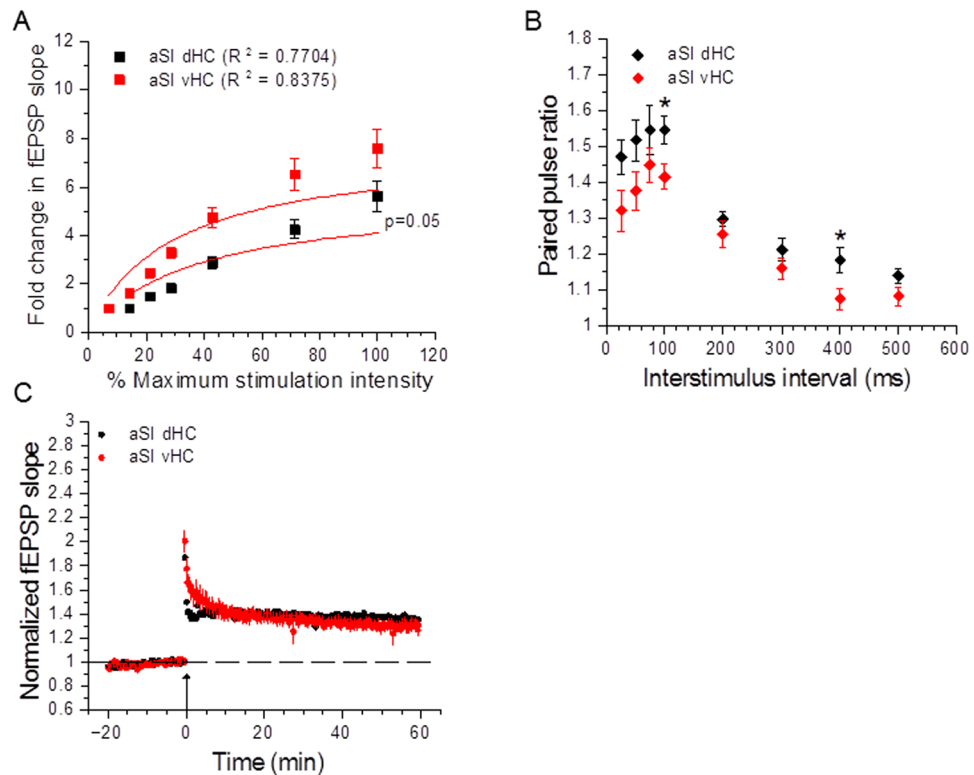 A
aSI dHC (R² = 0.7704)
aSI vHC (R² = 0.8375)
Fold change in fEPSP slope
12
10
8
6
4
2
0
p=0.05
0 20 40 60 80 100 120
% Maximum stimulation intensity
B
aSI dHC
aSI vHC
Paired pulse ratio
1.8
1.7
1.6
1.5
1.4
1.3
1.2
1.1
1
*
*
0 100 200 300 400 500 600
Interstimulus interval (ms)
C
aSI dHC
aSI vHC
Normalized fEPSP slope
3
2.8
2.6
2.4
2.2
2
1.8
1.6
1.4
1.2
1
0.8
0.6
−20 0 20 40 60
Time (min)